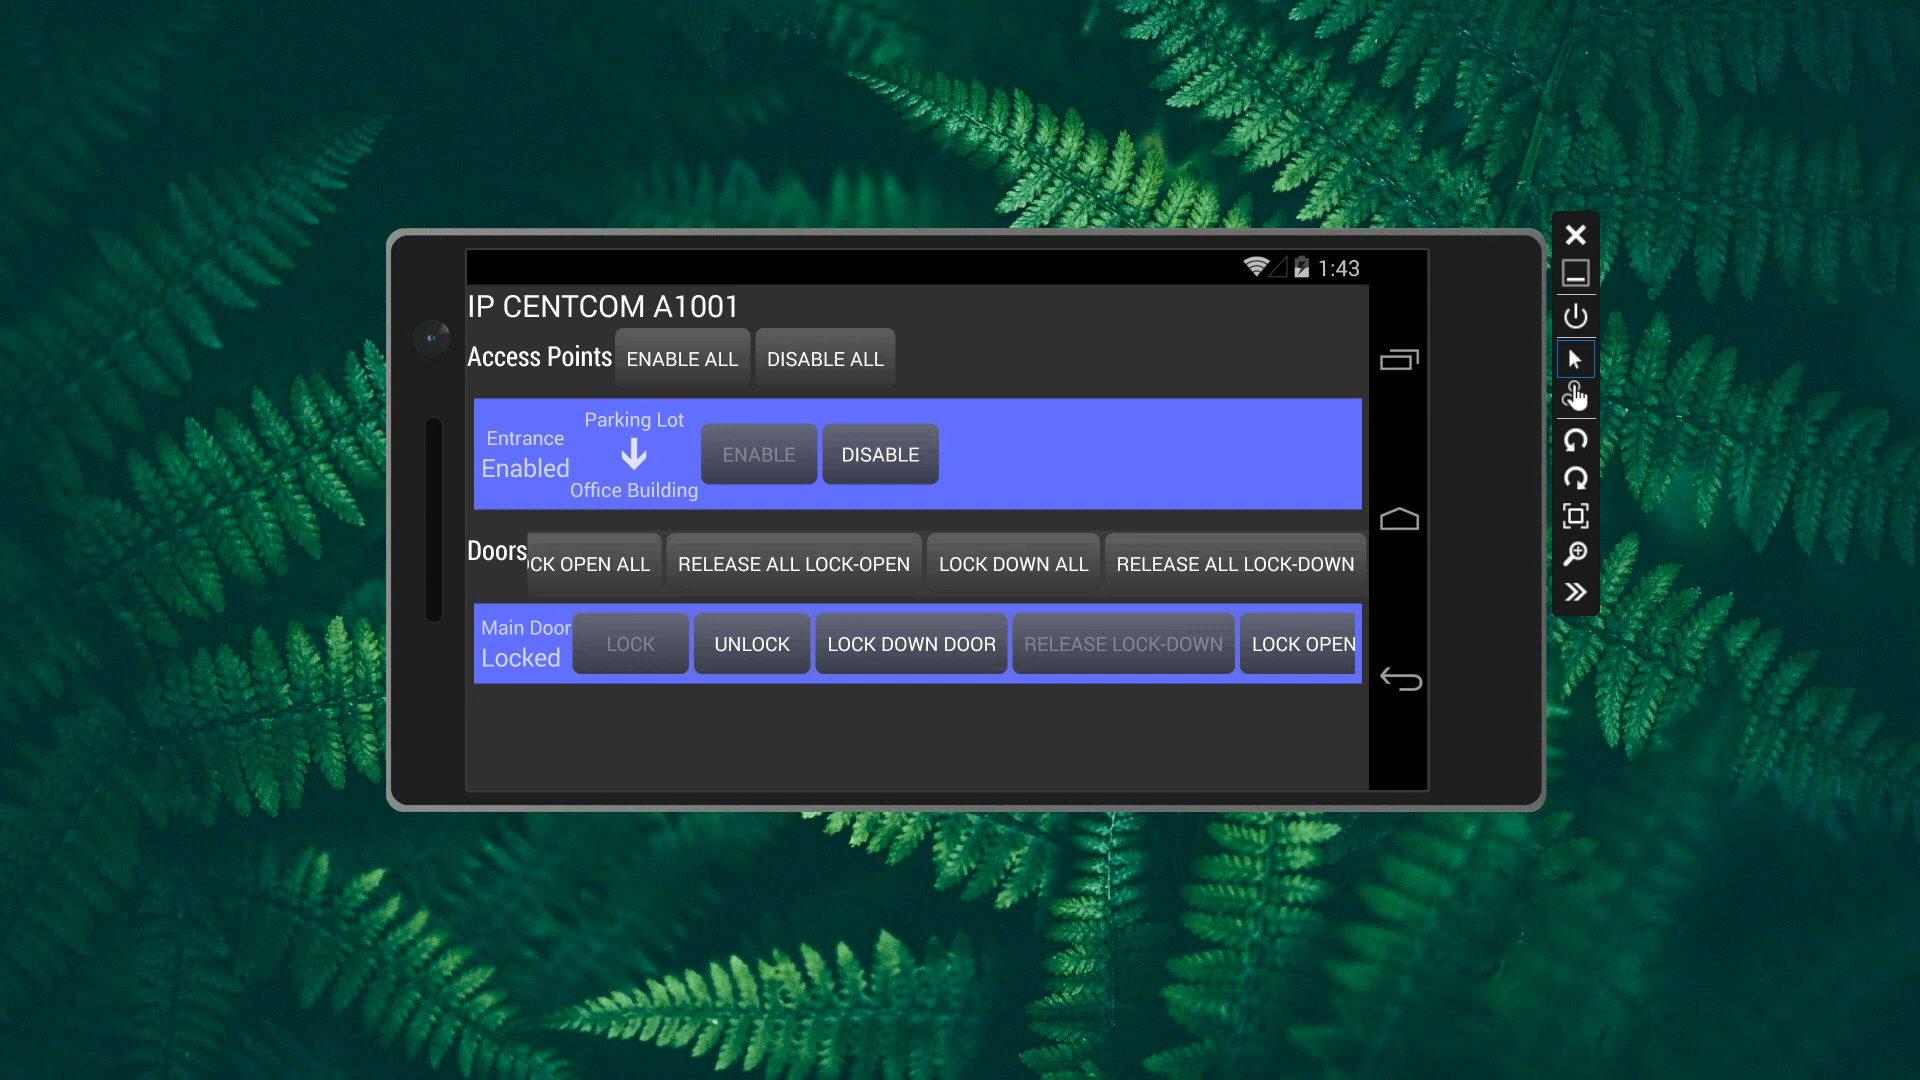 1:43
IP CENTCOM A1001
Access Points ENABLE ALL DISABLE ALL
Parking Lot
Entrance
Enabled
ENABLE DISABLE
Office Building
Doors CK OPEN ALL RELEASE ALL LOCK-OPEN LOCK DOWN ALL RELEASE ALL LOCK-DOWN
Main Door
Locked
LOCK UNLOCK LOCK DOWN DOOR RELEASE LOCK-DOWN LOCK OPEN